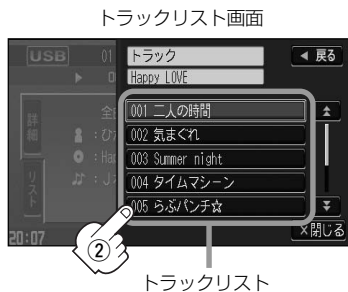 トラックリスト画面
USB 01 トラック ◀ 戻る
Happy LOVE
001 二人の時間
002 気まぐれ
003 Summer night
004 タイムマシーン
005 らぶパンチ☆
詳細
リスト
20:07
×閉じる
②
トラックリスト